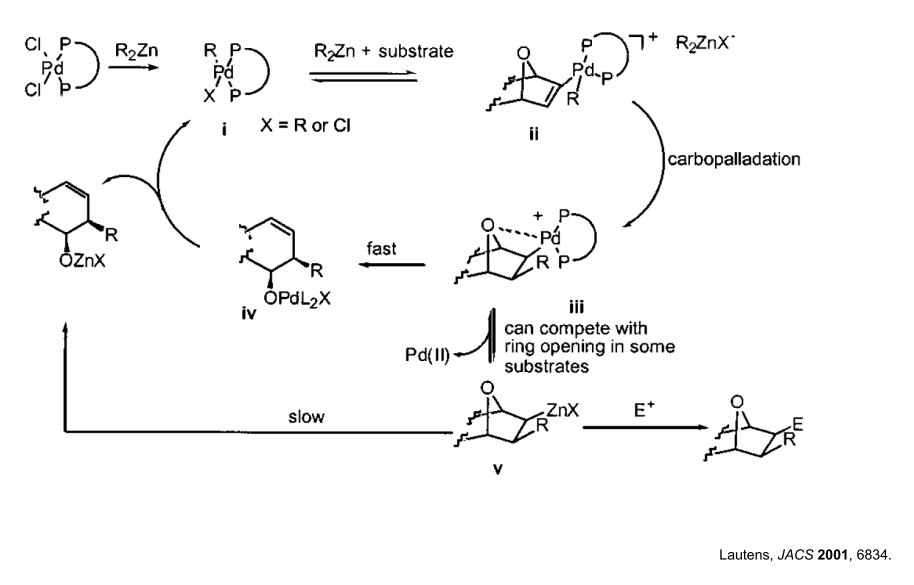 Cl
Cl
Pd
P
P
R₂Zn
R
X
Pd
P
P
i
X = R or Cl
R₂Zn + substrate
O
P
Pd
P
R
+
R₂ZnX⁻
ii
carbopalladation
R
OZnX
R
OPdL₂X
iv
fast
O
+
P
Pd
P
R
iii
can compete with
ring opening in some
substrates
Pd(II)
slow
O
ZnX
R
v
E⁺
O
E
R
Lautens, JACS 2001, 6834.